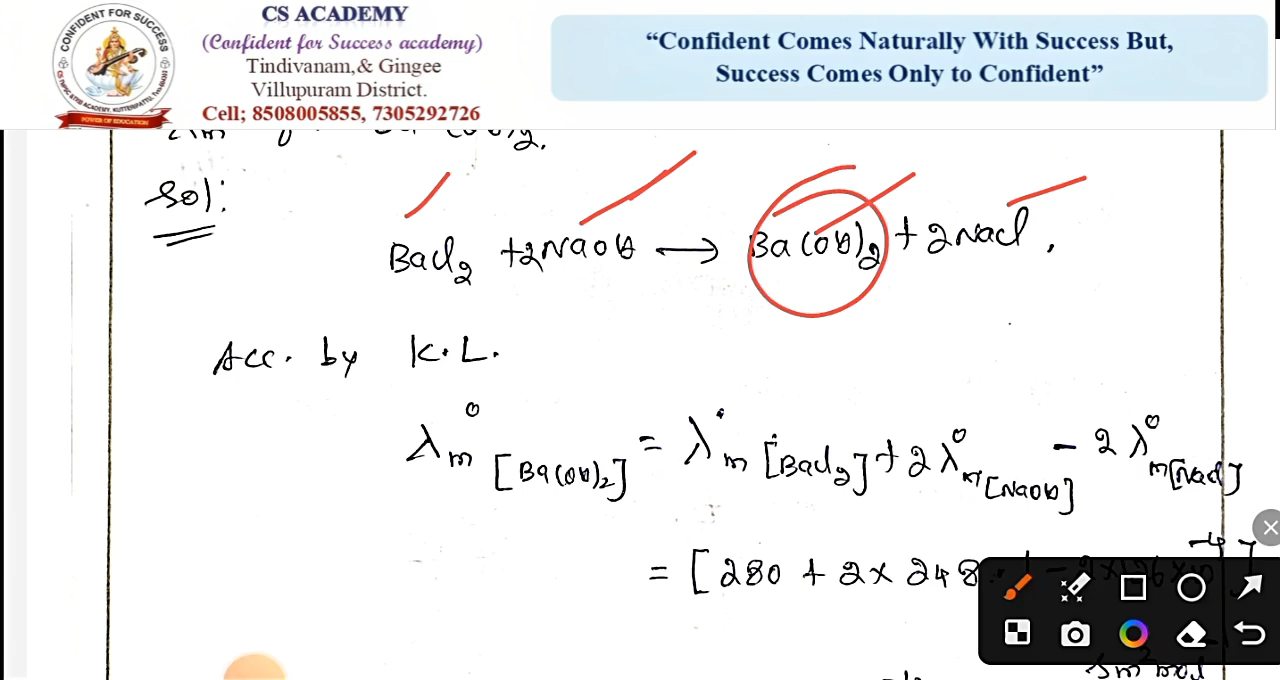 CONFIDENT FOR SUCCESS
POWER OF EDUCATION
CS ACADEMY
(Confident for Success academy)
Tindivanam,& Gingee
Villupuram District.
Cell; 8508005855, 7305292726
“Confident Comes Naturally With Success But,
Success Comes Only to Confident”
Sol:
BaCl₂ + 2NaOH ⟶ Ba(OH)₂ + 2NaCl.
Acc. by K.L.
λ°m [Ba(OH)₂] = λ°m [BaCl₂] + 2λ°m [NaOH] − 2λ°m [NaCl]
= [280 + 2 × 248